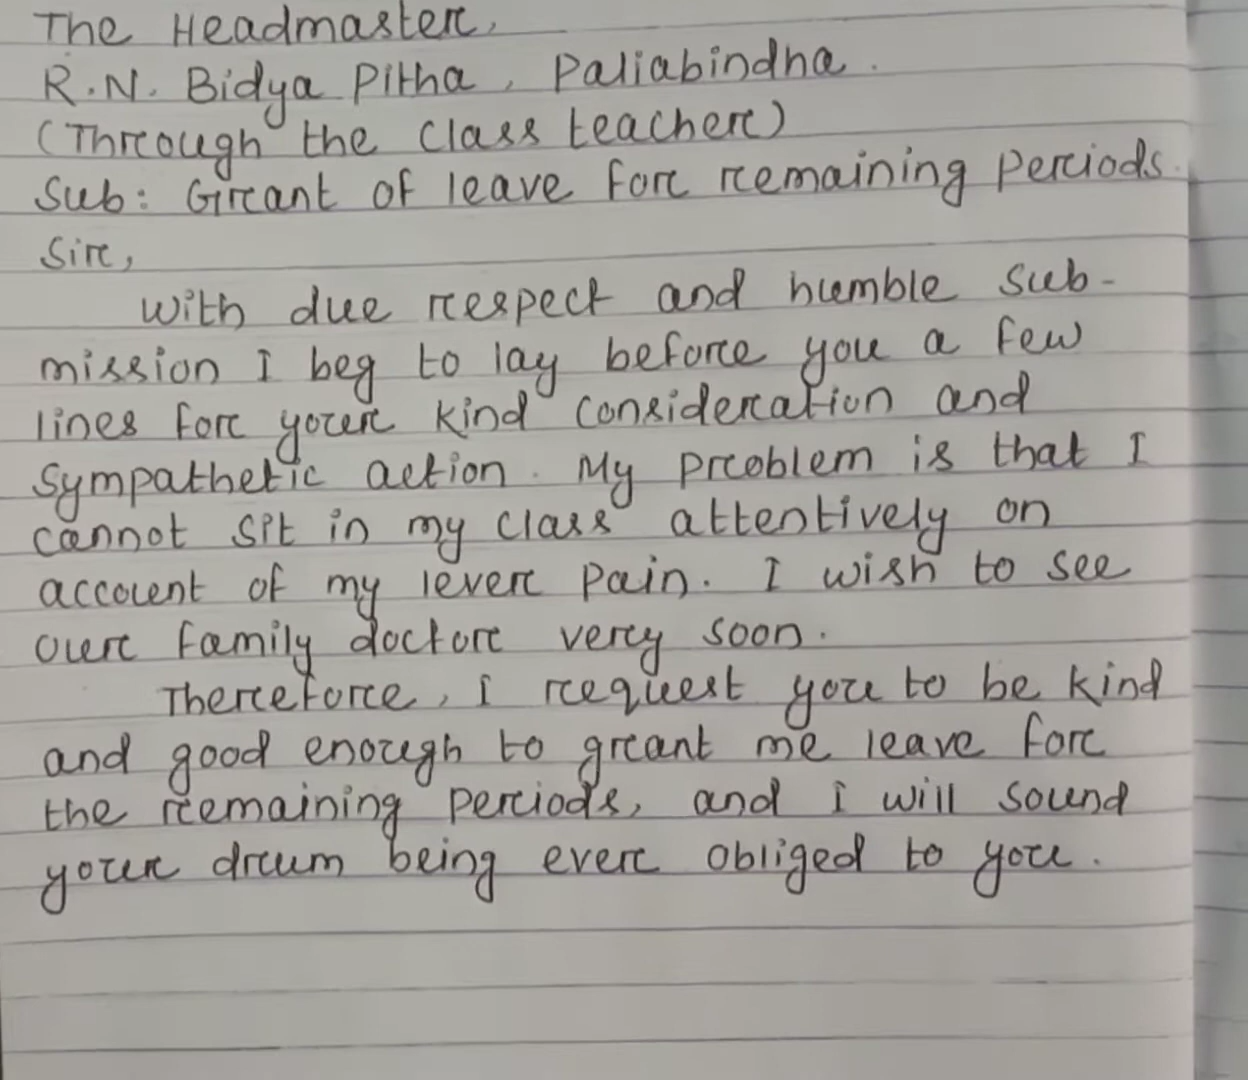 The Headmaster,
R.N. Bidya Pitha, Paliabindha.
(Through the class teacher)
Sub: Grant of leave for remaining periods.
Sir,
With due respect and humble sub-
mission I beg to lay before you a few
lines for your kind consideration and
sympathetic action. My problem is that I
cannot sit in my class attentively on
account of my lever pain. I wish to see
our family doctor very soon.
Therefore, I request you to be kind
and good enough to grant me leave for
the remaining periods, and I will sound
your drum being ever obliged to you.